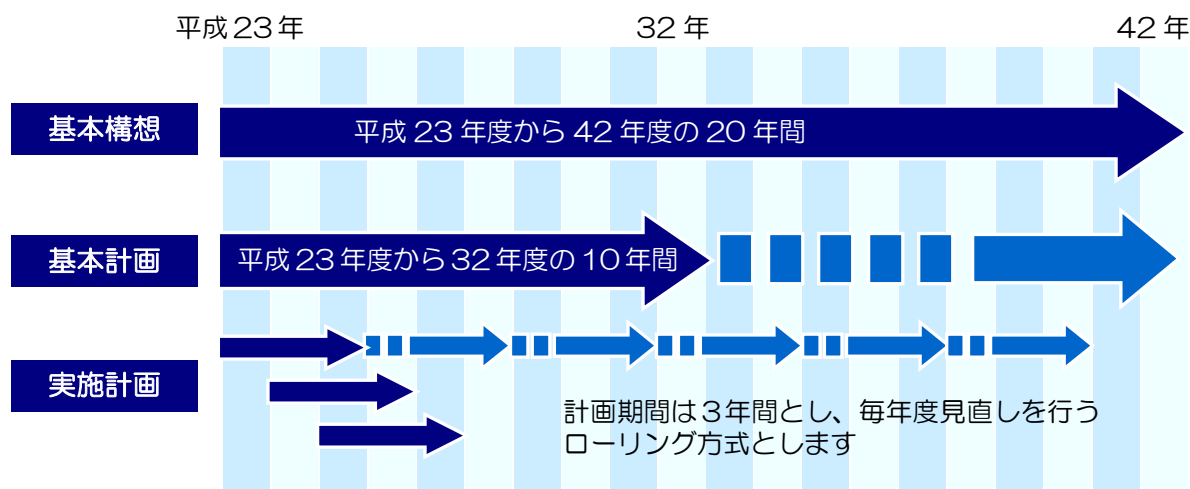 平成23年 32年 42年
基本構想
平成23年度から42年度の20年間
基本計画
平成23年度から32年度の10年間
実施計画
計画期間は3年間とし、毎年度見直しを行う
ローリング方式とします